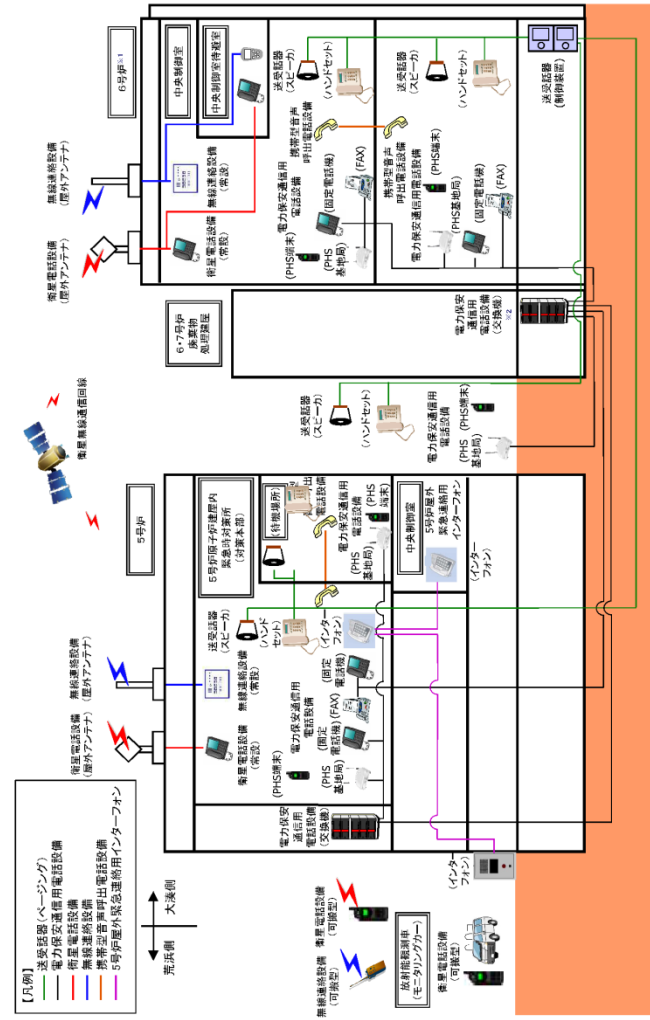 【凡例】
送受話器(ページング)
電力保安通信用電話設備
衛星電話設備
無線連絡設備
携帯型音声呼出電話設備
5号炉屋外緊急連絡用インターフォン
荒浜側
大湊側
無線連絡設備
(可搬型)
衛星電話設備
(可搬型)
放射能観測車
(モニタリングカー)
衛星電話設備
(可搬型)
(インター
フォン)
衛星電話設備
(屋外アンテナ)
無線連絡設備
(屋外アンテナ)
5号炉
電力保安
通信用
電話設備
(交換機)
衛星電話設備
(常設)
無線連絡設備
(常設)
送受話器
(スピーカ)
5号炉原子炉建屋内
緊急時対策所
(対策本部)
(PHS端末)
電力保安通信用
電話設備
(ハンド
セット)
(待機場所)
呼出
電話設備
(PHS
基地局)
(固定
電話機)
(FAX)
(固定
電話機)
(インター
フォン)
電力保安通信用
電話設備
(PHS
基地局)
(PHS
端末)
中央制御室
5号炉屋外
緊急連絡用
インターフォン
(インター
フォン)
衛星無線通信回線
送受話器
(スピーカ)
(ハンドセット)
電力保安通信用
電話設備
(PHS
基地局)
(PHS端末)
6・7号炉
廃棄物
処理建屋
電力保安
通信用
電話設備
(交換機)
※2
衛星電話設備
(屋外アンテナ)
無線連絡設備
(屋外アンテナ)
6号炉※1
中央制御室
中央制御室待避室
衛星電話設備
(常設)
無線連絡設備
(常設)
送受話器
(スピーカ)
(ハンドセット)
携帯型音声
呼出電話設備
電力保安通信用
電話設備
(PHS端末)
(固定電話機)
(PHS
基地局)
(FAX)
携帯型音声
呼出電話設備
送受話器
(スピーカ)
(ハンドセット)
電力保安通信用電話設備
(PHS端末)
(PHS基地局)
(固定電話機)
(FAX)
送受話器
(制御装置)